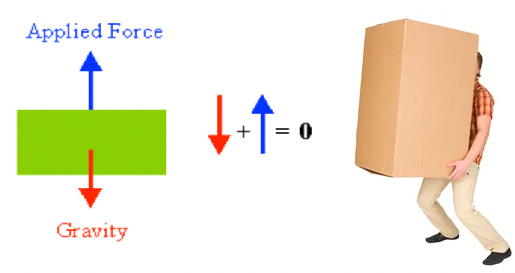 Applied Force
+ = 0
Gravity